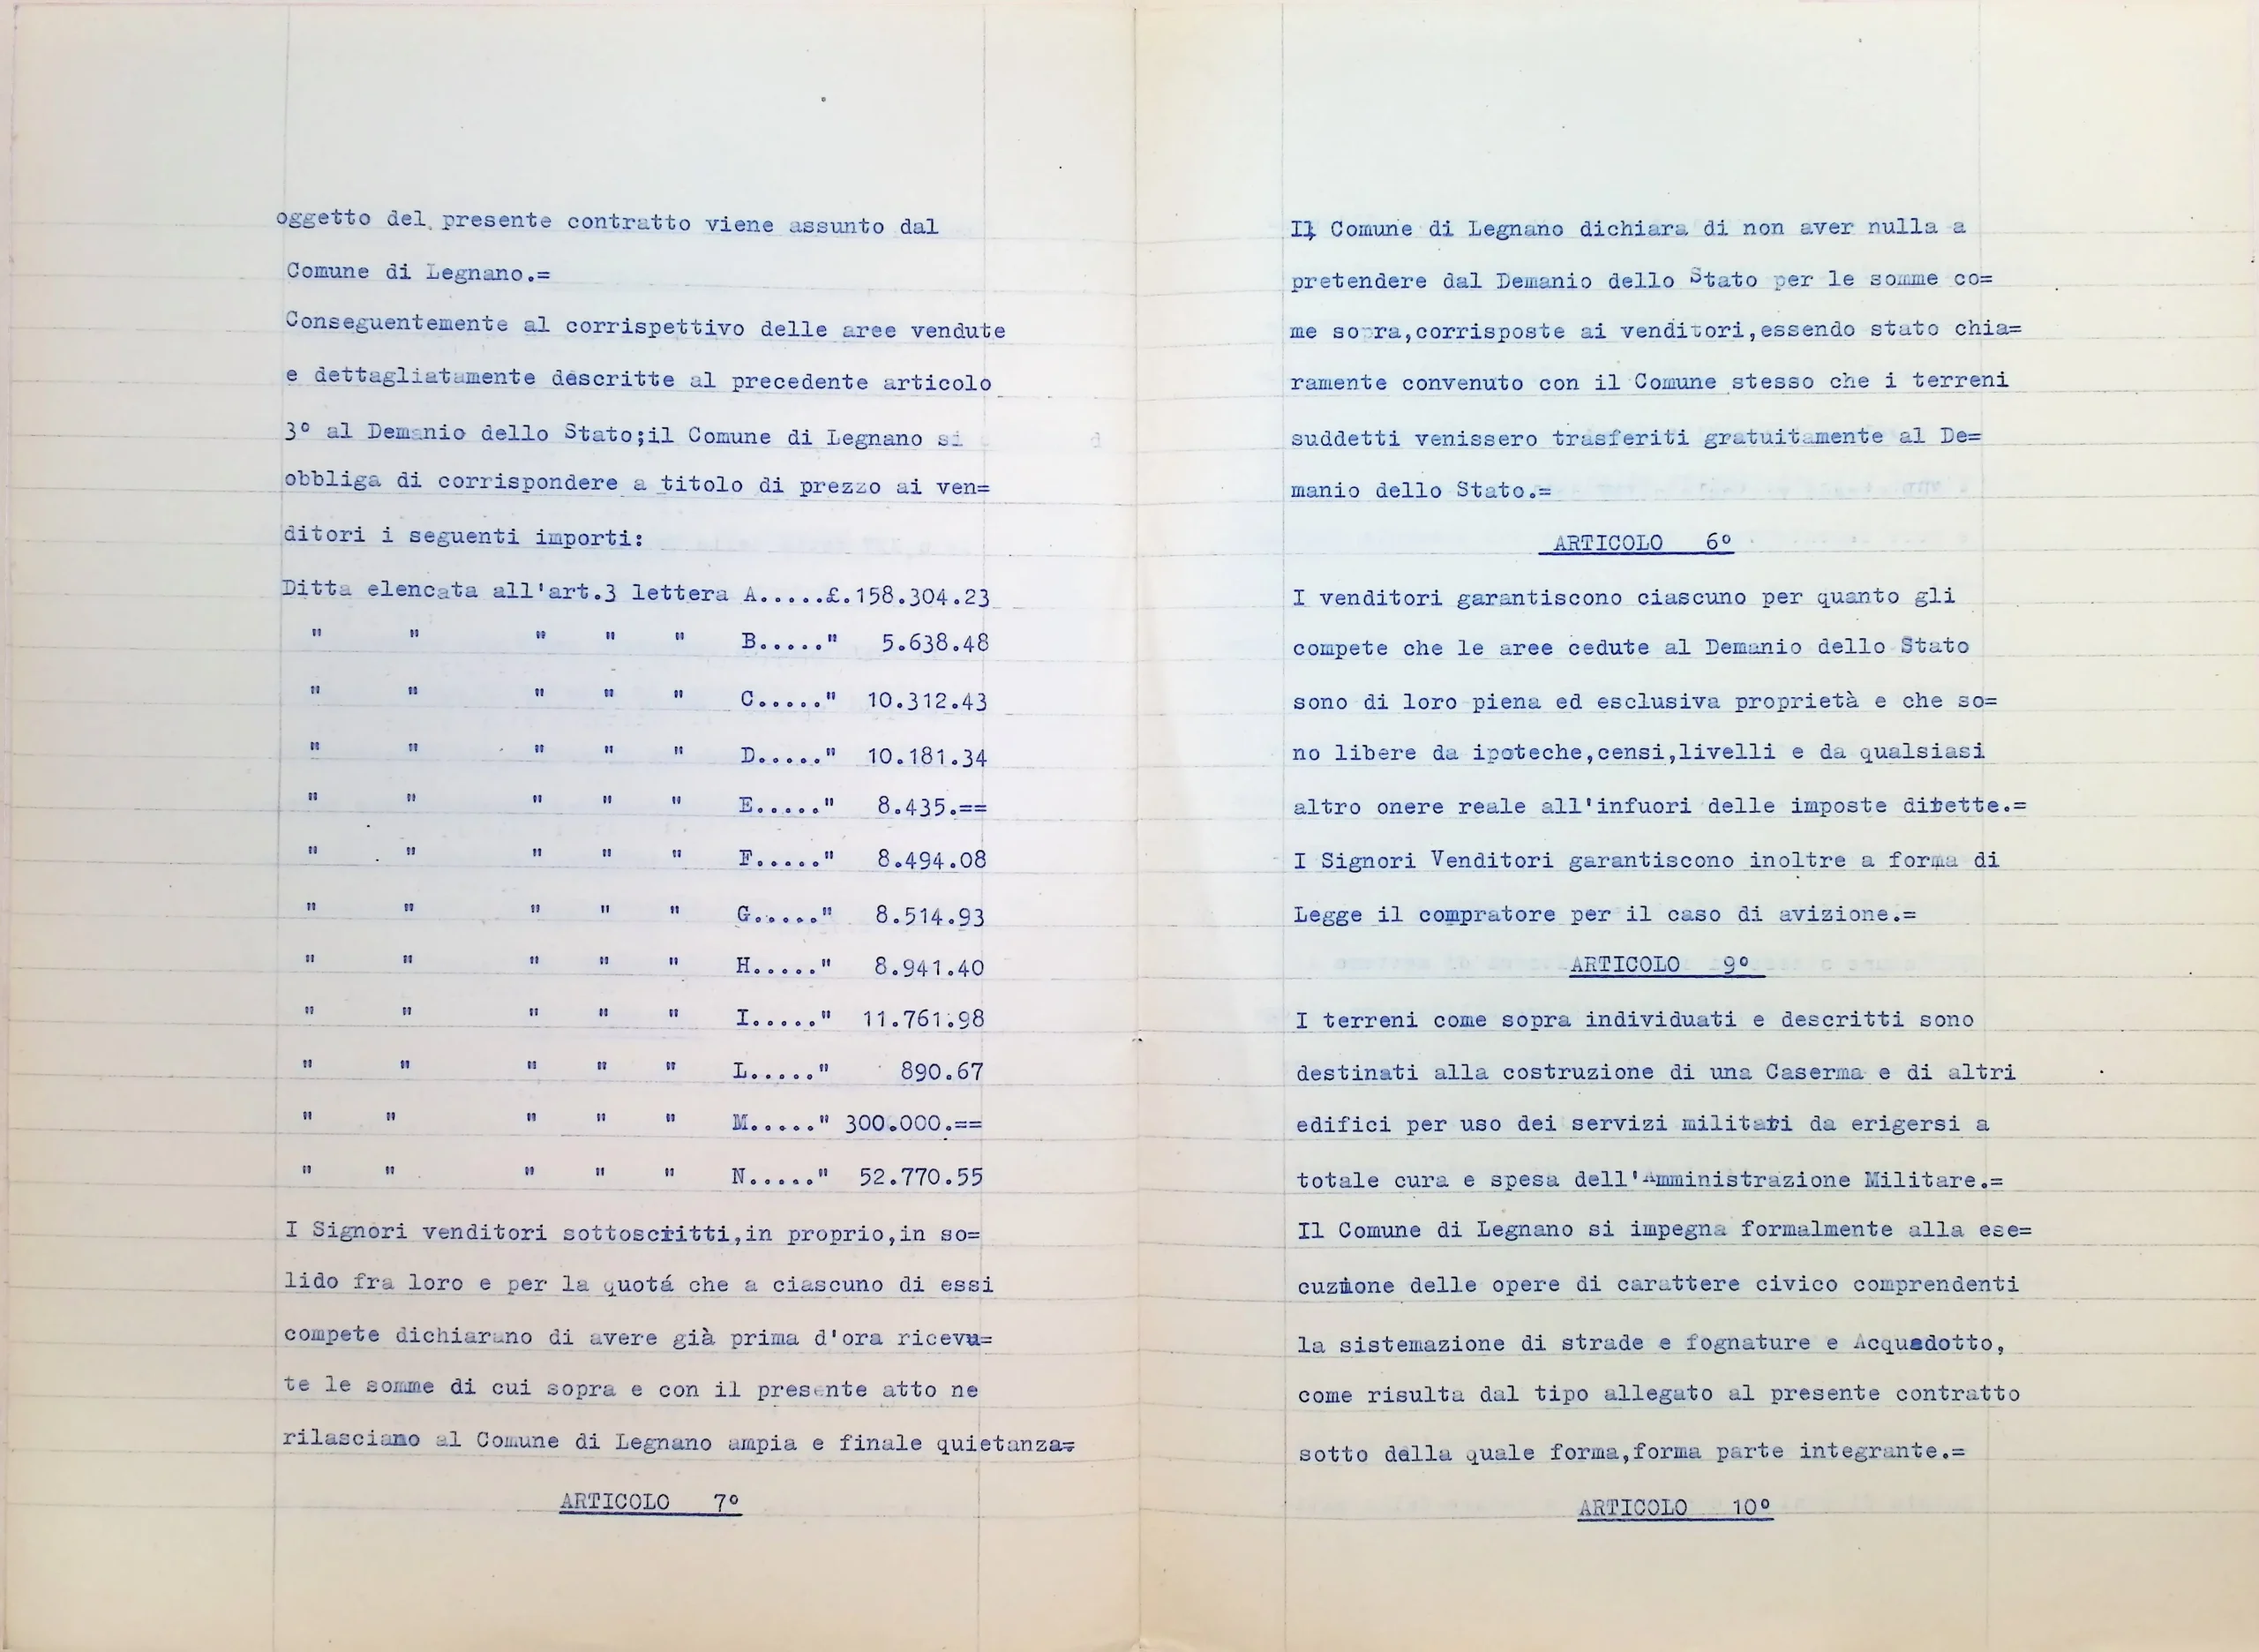 oggetto del presente contratto viene assunto dal
Comune di Legnano.=
Conseguentemente al corrispettivo delle aree vendute
e dettagliatamente descritte al precedente articolo
3º al Demanio dello Stato;il Comune di Legnano si
obbliga di corrispondere a titolo di prezzo ai ven=
ditori i seguenti importi:
Ditta elencata all'art.3 lettera A.....£.158.304.23
" " " " " B....." 5.638.48
" " " " " C....." 10.312.43
" " " " " D....." 10.181.34
" " " " " E....." 8.435.==
" " " " " F....." 8.494.08
" " " " " G....." 8.514.93
" " " " " H....." 8.941.40
" " " " " I....." 11.761.98
" " " " " L....." 890.67
" " " " " M....." 300.000.==
" " " " " N....." 52.770.55
I Signori venditori sottoscritti,in proprio,in so=
lido fra loro e per la quotá che a ciascuno di essi
compete dichiarano di avere già prima d'ora ricevu=
te le somme di cui sopra e con il presente atto ne
rilasciano al Comune di Legnano ampia e finale quietanza=
ARTICOLO 7º
Il Comune di Legnano dichiara di non aver nulla a
pretendere dal Demanio dello Stato per le somme co=
me sopra,corrisposte ai venditori,essendo stato chia=
ramente convenuto con il Comune stesso che i terreni
suddetti venissero trasferiti gratuitamente al De=
manio dello Stato.=
ARTICOLO 6º
I venditori garantiscono ciascuno per quanto gli
compete che le aree cedute al Demanio dello Stato
sono di loro piena ed esclusiva proprietà e che so=
no libere da ipoteche,censi,livelli e da qualsiasi
altro onere reale all'infuori delle imposte dirette.=
I Signori Venditori garantiscono inoltre a forma di
Legge il compratore per il caso di avizione.=
ARTICOLO 9º
I terreni come sopra individuati e descritti sono
destinati alla costruzione di una Caserma e di altri
edifici per uso dei servizi militari da erigersi a
totale cura e spesa dell'Amministrazione Militare.=
Il Comune di Legnano si impegna formalmente alla ese=
cuzione delle opere di carattere civico comprendenti
la sistemazione di strade e fognature e Acquedotto,
come risulta dal tipo allegato al presente contratto
sotto della quale forma,forma parte integrante.=
ARTICOLO 10º